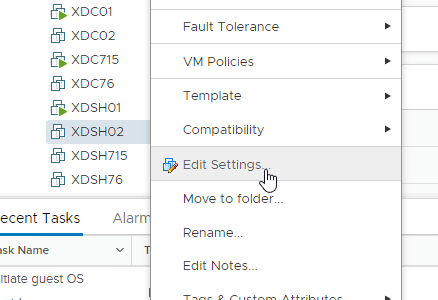 XDC01
XDC02
XDC715
XDC76
XDSH01
XDSH02
XDSH715
XDSH76
Fault Tolerance
VM Policies
Template
Compatibility
Edit Settings...
Move to folder...
Rename...
Edit Notes...
Tags & Custom Attributes
ecent Tasks
Alarm
ask Name
T
itiate guest OS